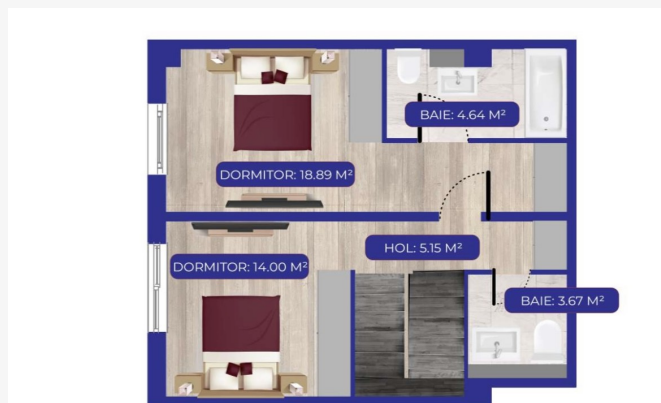 BAIE: 4.64 M²
DORMITOR: 18.89 M²
HOL: 5.15 M²
DORMITOR: 14.00 M²
BAIE: 3.67 M²